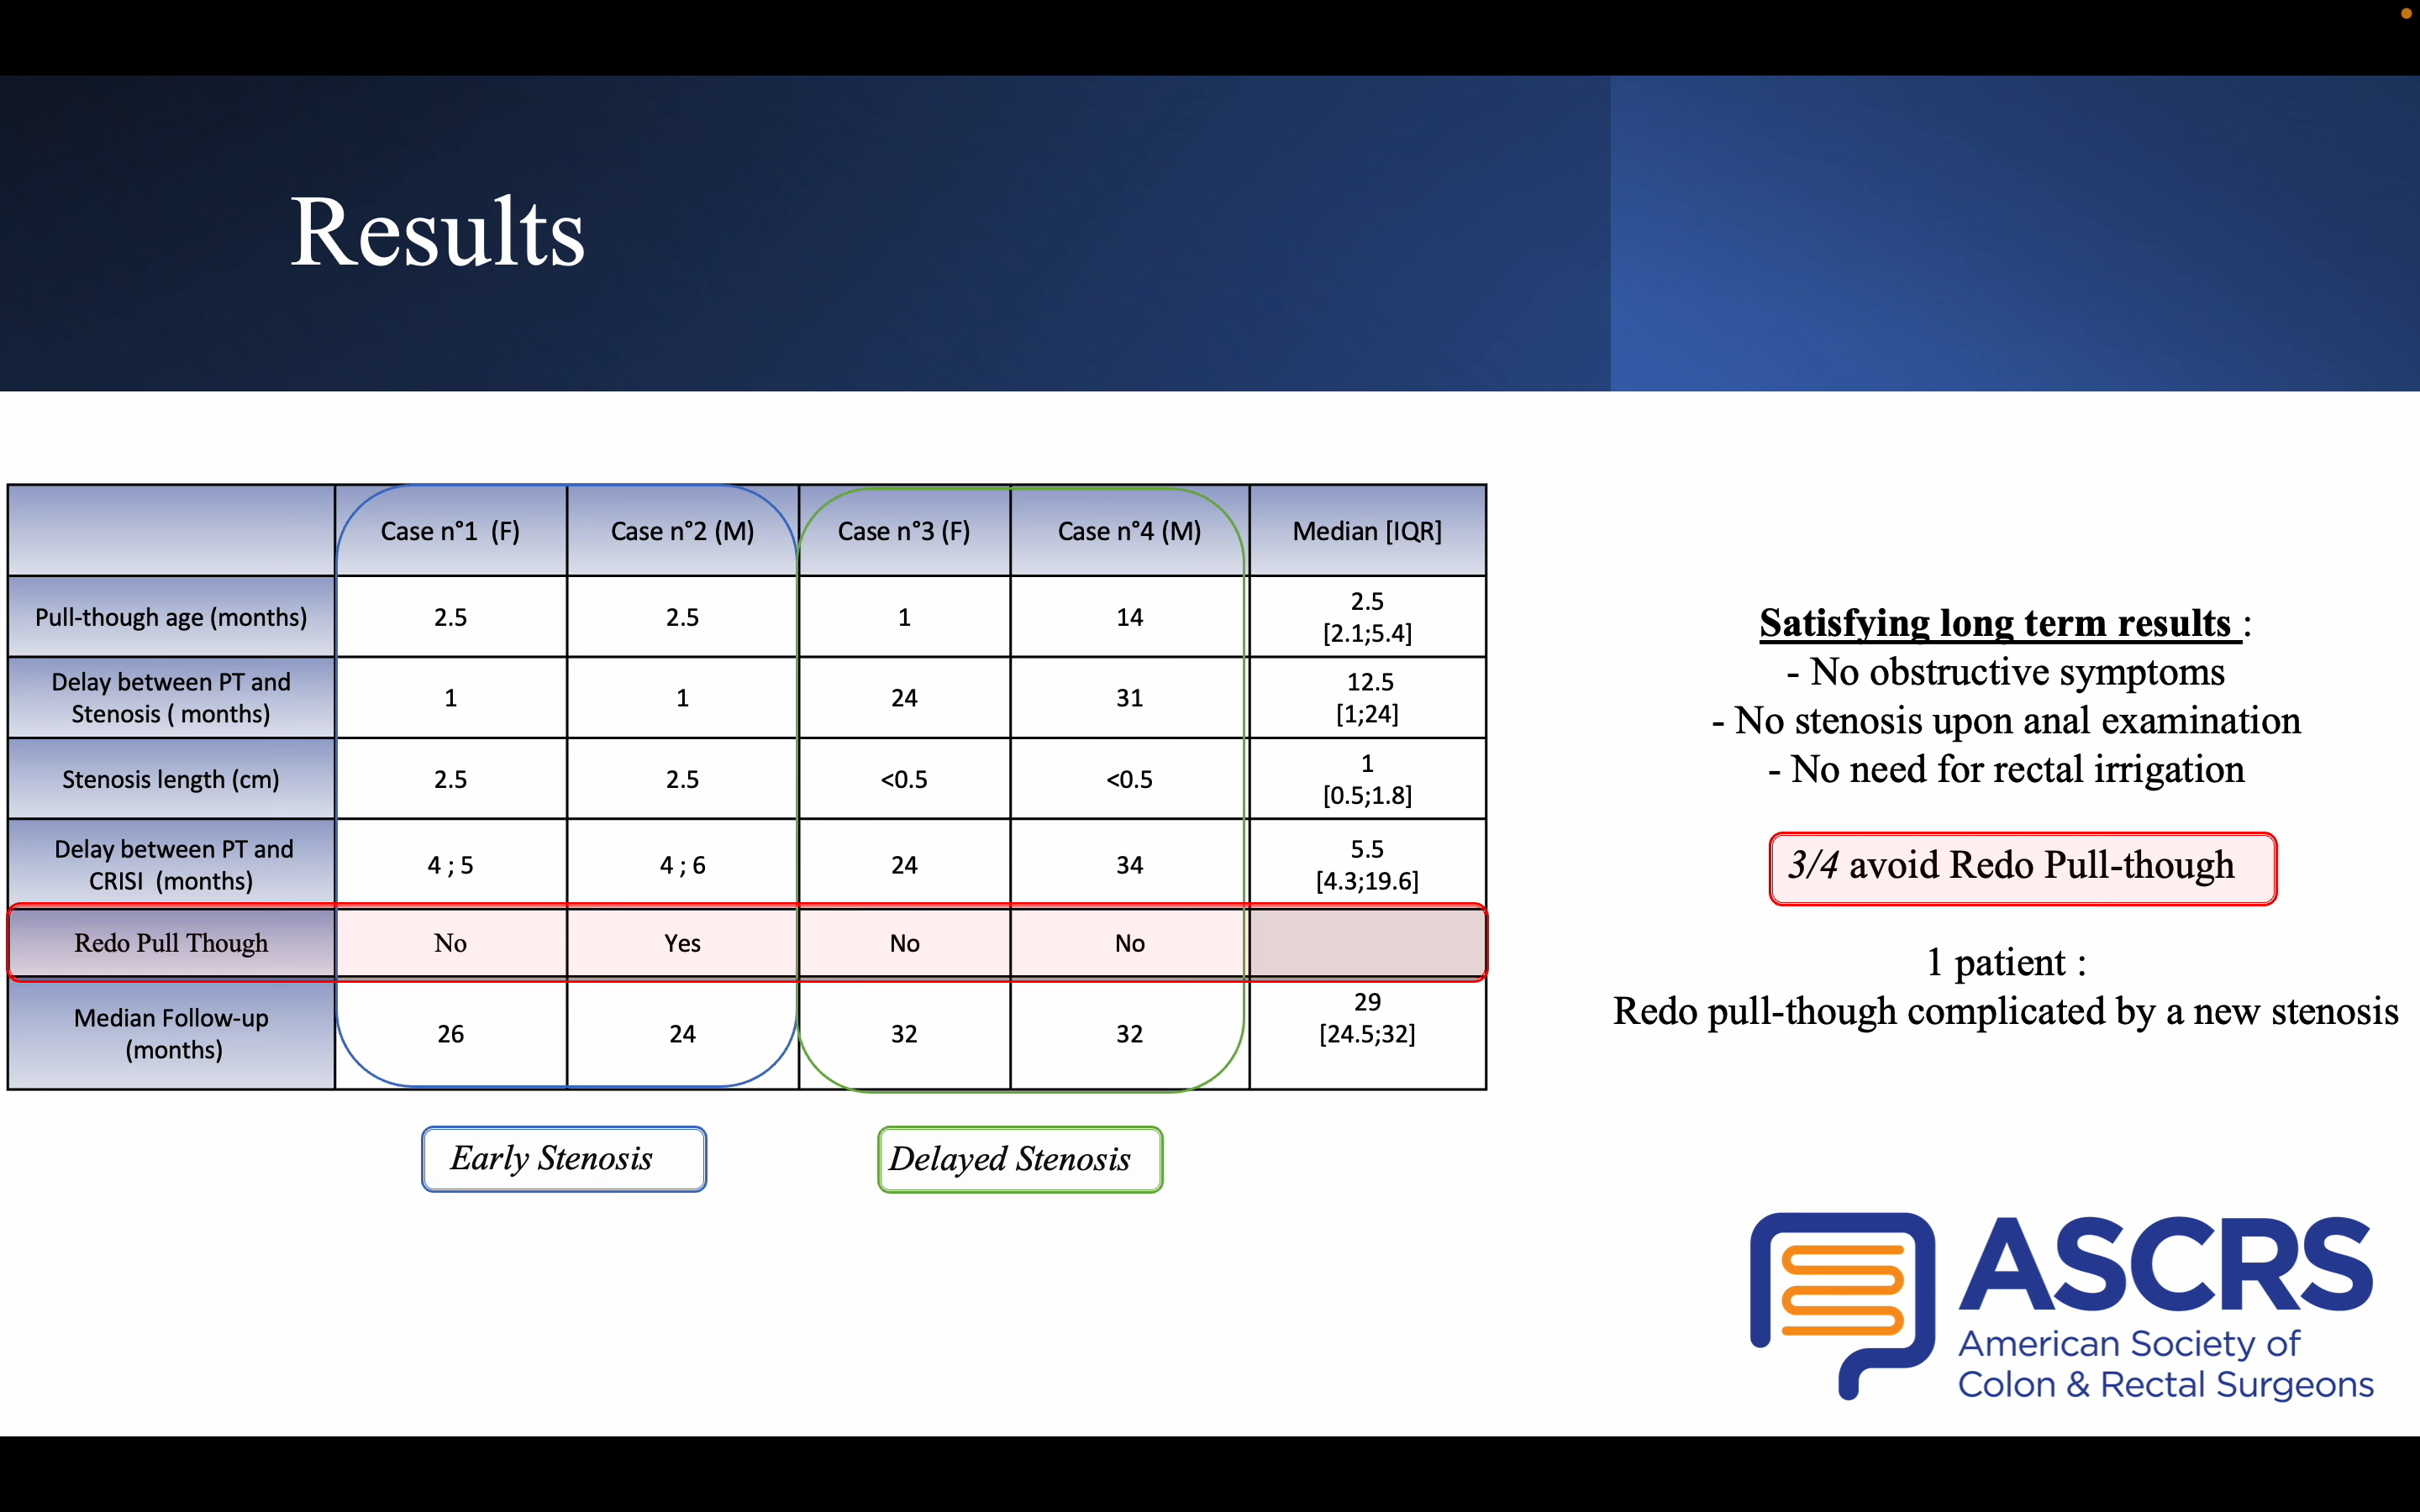 Results
Case n°1 (F) Case n°2 (M) Case n°3 (F) Case n°4 (M) Median [IQR]
Pull-though age (months) 2.5 2.5 1 14 2.5 [2.1;5.4]
Delay between PT and Stenosis ( months) 1 1 24 31 12.5 [1;24]
Stenosis length (cm) 2.5 2.5 <0.5 <0.5 1 [0.5;1.8]
Delay between PT and CRISI (months) 4 ; 5 4 ; 6 24 34 5.5 [4.3;19.6]
Redo Pull Though No Yes No No
Median Follow-up (months) 26 24 32 32 29 [24.5;32]
Early Stenosis
Delayed Stenosis
Satisfying long term results :
- No obstructive symptoms
- No stenosis upon anal examination
- No need for rectal irrigation
3/4 avoid Redo Pull-though
1 patient :
Redo pull-though complicated by a new stenosis
ASCRS
American Society of
Colon & Rectal Surgeons